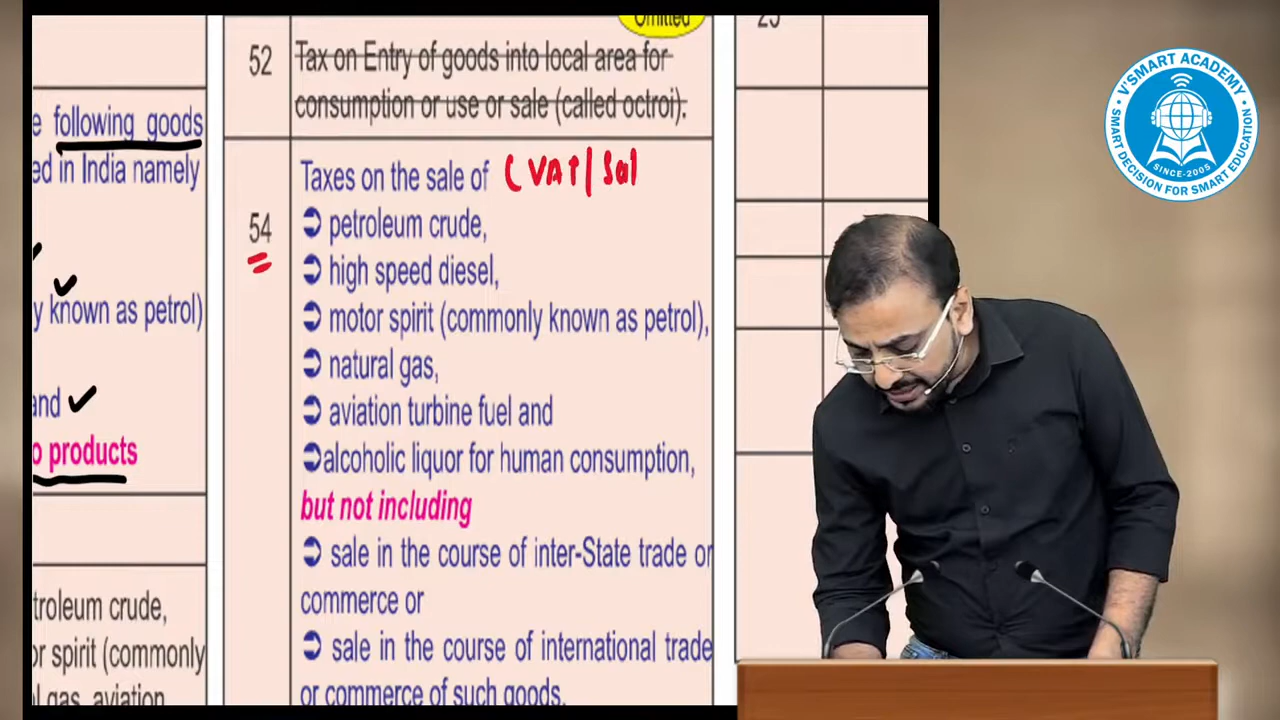 Omitted
25
52
Tax on Entry of goods into local area for
consumption or use or sale (called octroi).
e following goods
ed in India namely
y known as petrol)
and
o products
troleum crude,
or spirit (commonly
l gas, aviation
54
Taxes on the sale of ( VAT/Sal
petroleum crude,
high speed diesel,
motor spirit (commonly known as petrol),
natural gas,
aviation turbine fuel and
alcoholic liquor for human consumption,
but not including
sale in the course of inter-State trade or
commerce or
sale in the course of international trade
or commerce of such goods.
V'SMART ACADEMY
SINCE-2005
SMART DECISION FOR SMART EDUCATION